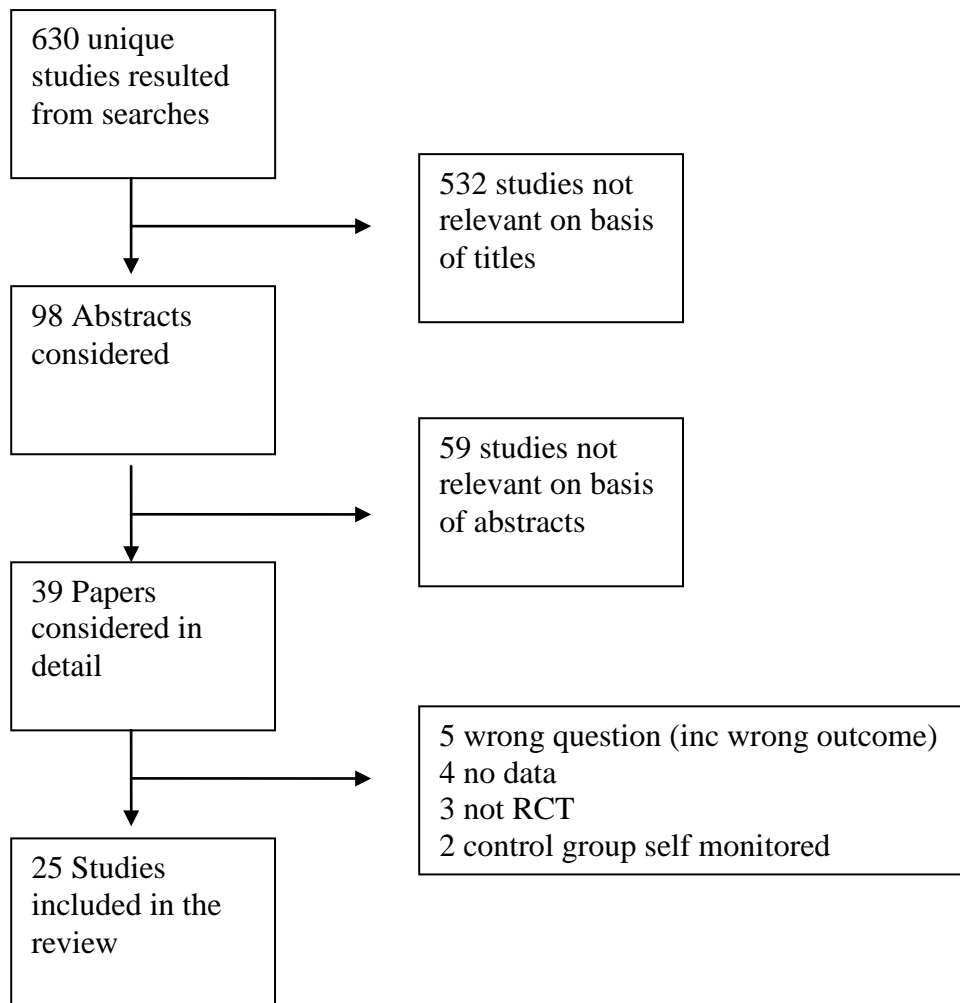 630 unique
studies resulted
from searches
532 studies not
relevant on basis
of titles
98 Abstracts
considered
59 studies not
relevant on basis
of abstracts
39 Papers
considered in
detail
5 wrong question (inc wrong outcome)
4 no data
3 not RCT
2 control group self monitored
25 Studies
included in the
review